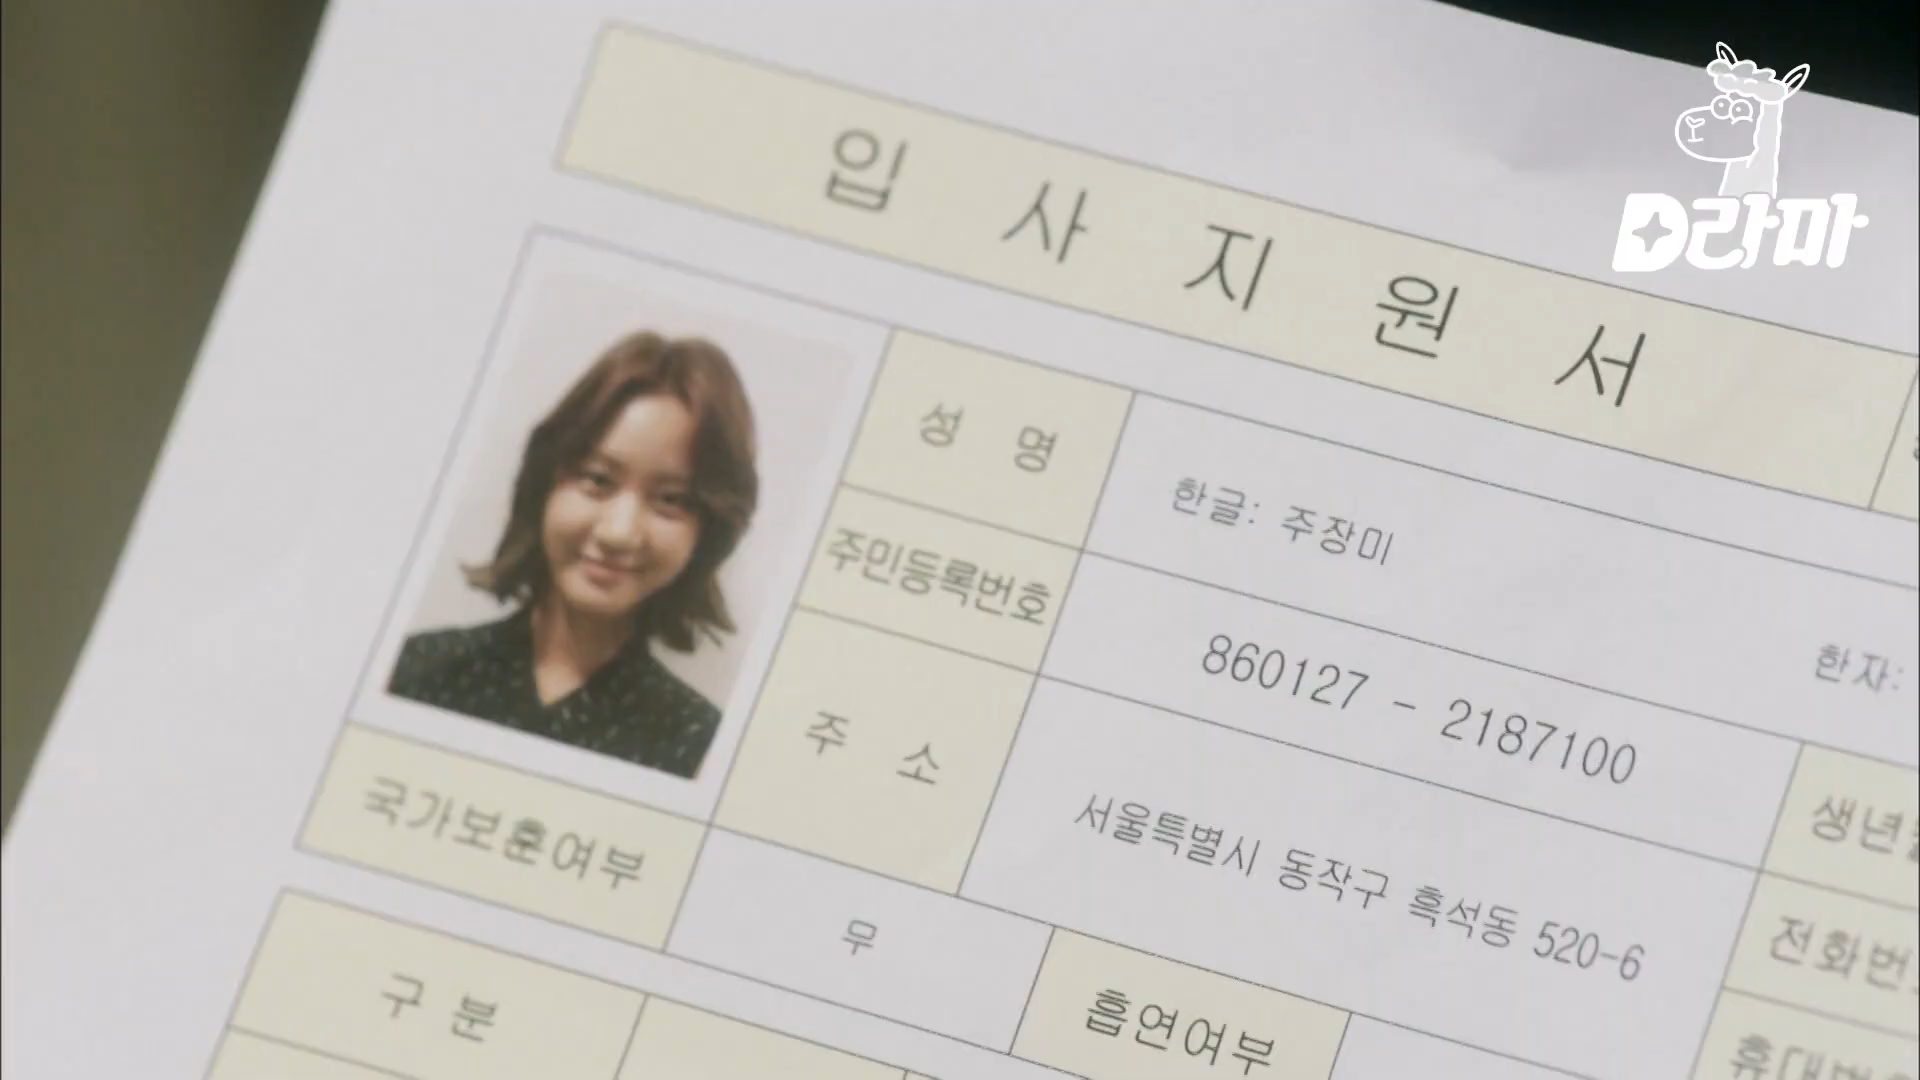 D라마
입사지원서
성 명
한글: 주장미
한자:
주민등록번호
860127 - 2187100
주 소
서울특별시 동작구 흑석동 520-6
국가보훈여부
무
흡연여부
구 분